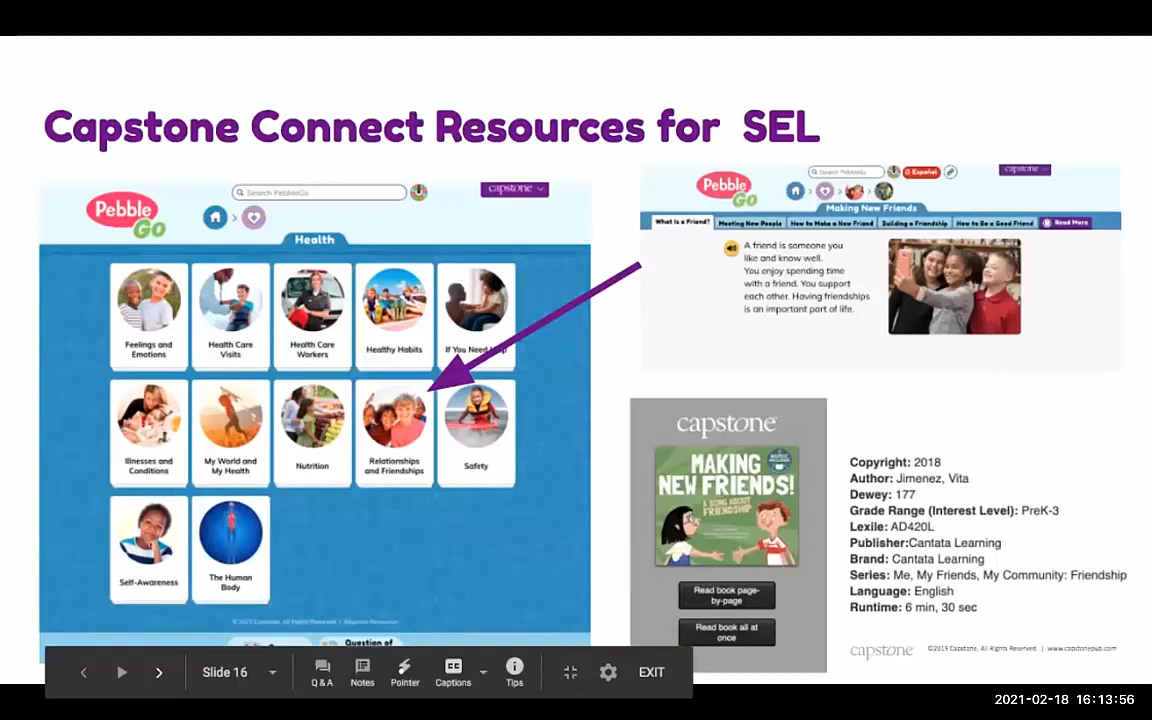 Capstone Connect Resources for SEL
Pebble
Go
Search PebbleGo
capstone
Health
Feelings and
Emotions
Health Care
Visits
Health Care
Workers
Healthy Habits
If You Need Help
Illnesses and
Conditions
My World and
My Health
Nutrition
Relationships
and Friendships
Safety
Self-Awareness
The Human
Body
Question of
Pebble
Go
Search PebbleGo
Español
capstone
Making New Friends
What is a Friend?
Meeting New People
How to Make a New Friend
Building a Friendship
How to Be a Good Friend
Read More
A friend is someone you
like and know well.
You enjoy spending time
with a friend. You support
each other. Having friendships
is an important part of life.
capstone
MAKING
NEW FRIENDS!
A SONG ABOUT
FRIENDSHIP
Read book page-
by-page
Read book all at
once
Copyright: 2018
Author: Jimenez, Vita
Dewey: 177
Grade Range (Interest Level): PreK-3
Lexile: AD420L
Publisher:Cantata Learning
Brand: Cantata Learning
Series: Me, My Friends, My Community: Friendship
Language: English
Runtime: 6 min, 30 sec
capstone
©2019 Capstone, All Rights Reserved | www.capstonepub.com
Slide 16
Q & A
Notes
Pointer
CC
Captions
Tips
EXIT
2021-02-18 16:13:56